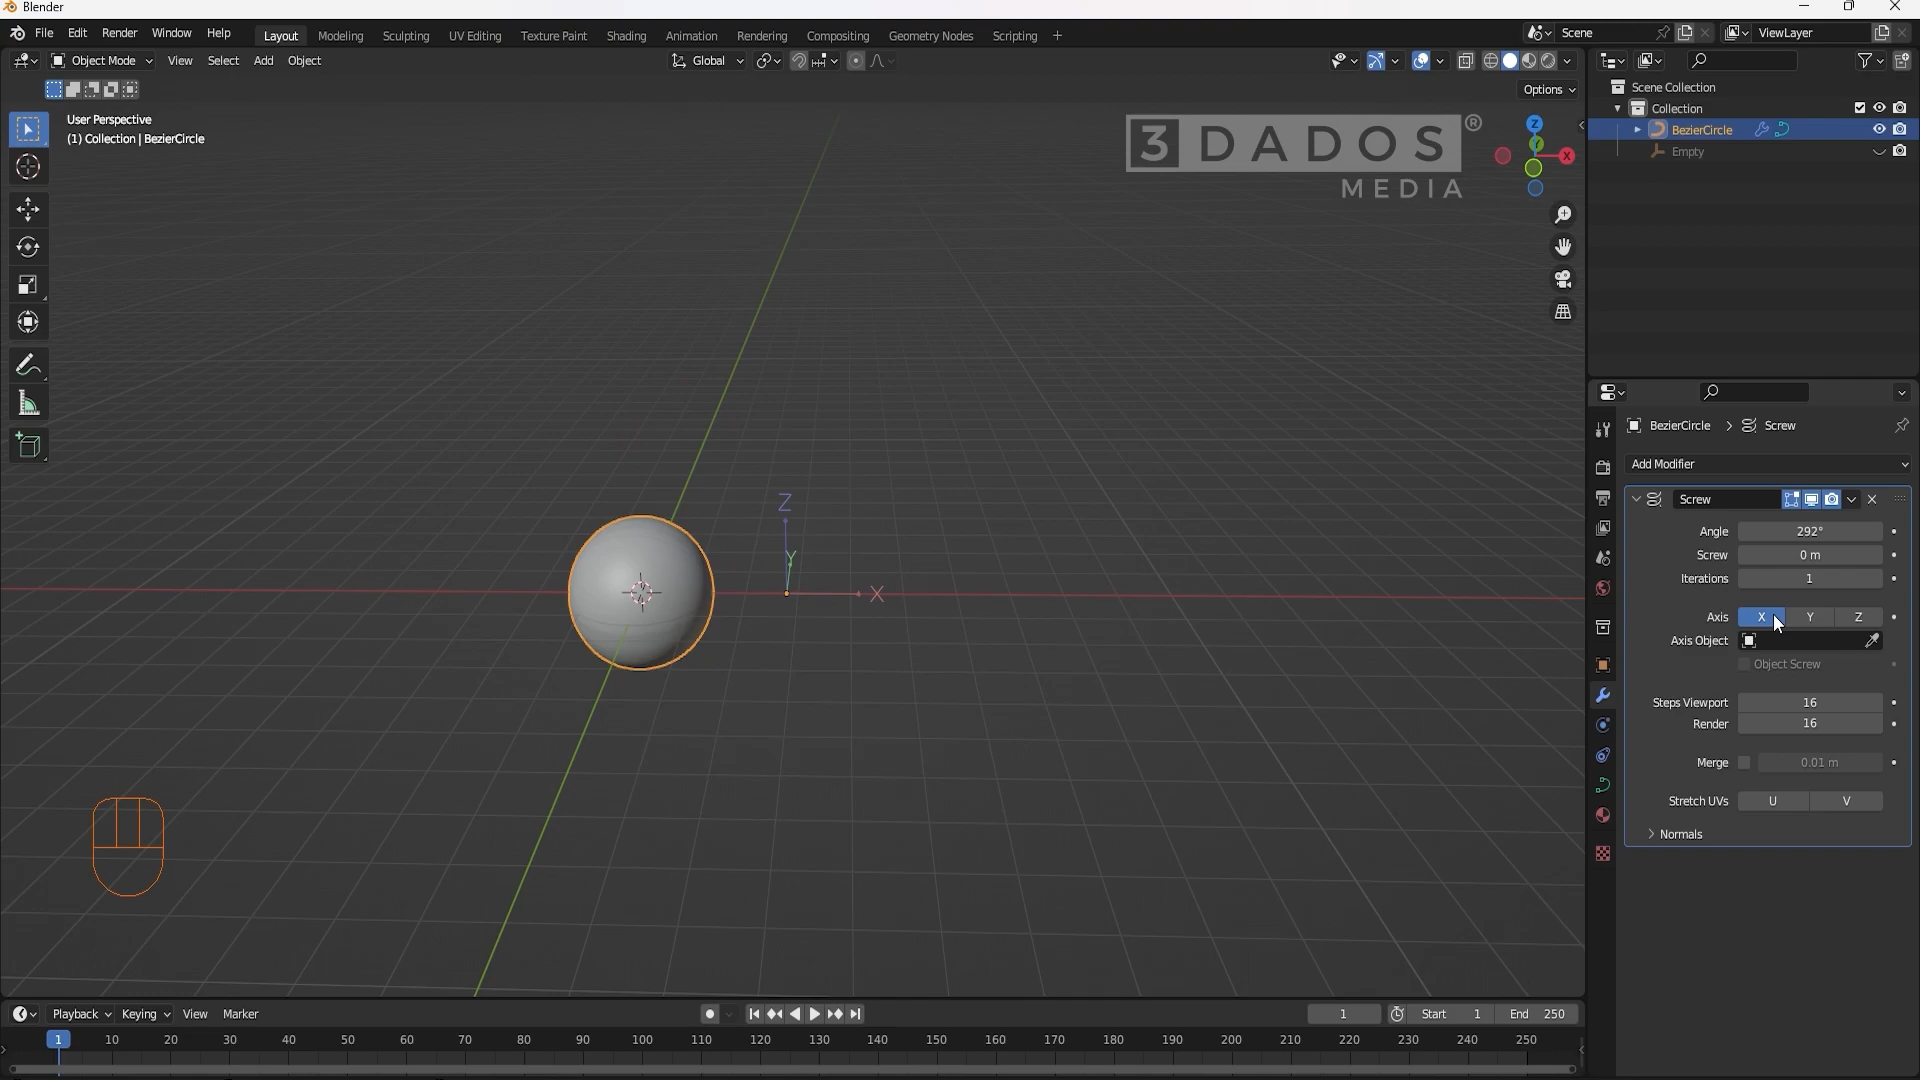 Blender
File Edit Render Window Help Layout Modeling Sculpting UV Editing Texture Paint Shading Animation Rendering Compositing Geometry Nodes Scripting + Scene ViewLayer
Object Mode View Select Add Object Global
Options
User Perspective
(1) Collection | BezierCircle
3 DADOS ®
MEDIA
Z
X
Z
Y
X
Scene Collection
Collection
BezierCircle
Empty
BezierCircle > Screw
Add Modifier
Screw
Angle 292°
Screw 0 m
Iterations 1
Axis X Y Z
Axis Object
Object Screw
Steps Viewport 16
Render 16
Merge 0.01 m
Stretch UVs U V
Normals
Playback Keying View Marker 1 Start 1 End 250
1 10 20 30 40 50 60 70 80 90 100 110 120 130 140 150 160 170 180 190 200 210 220 230 240 250